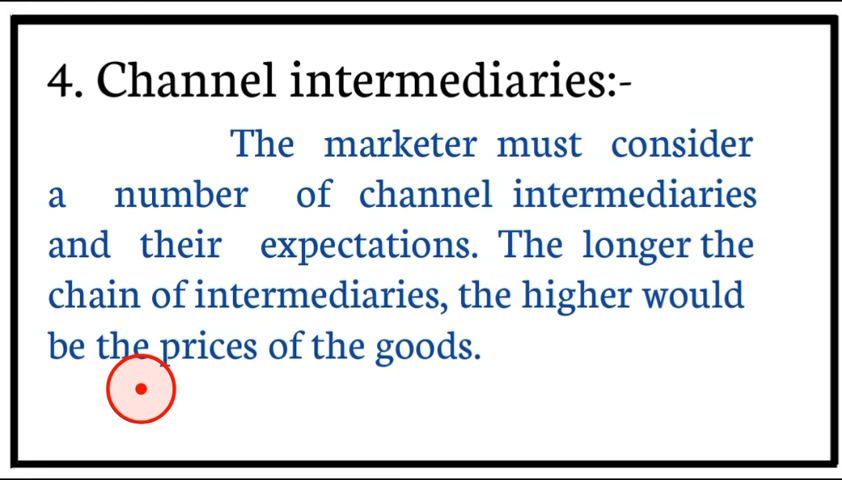 4. Channel intermediaries:-
The marketer must consider
a number of channel intermediaries
and their expectations. The longer the
chain of intermediaries, the higher would
be the prices of the goods.